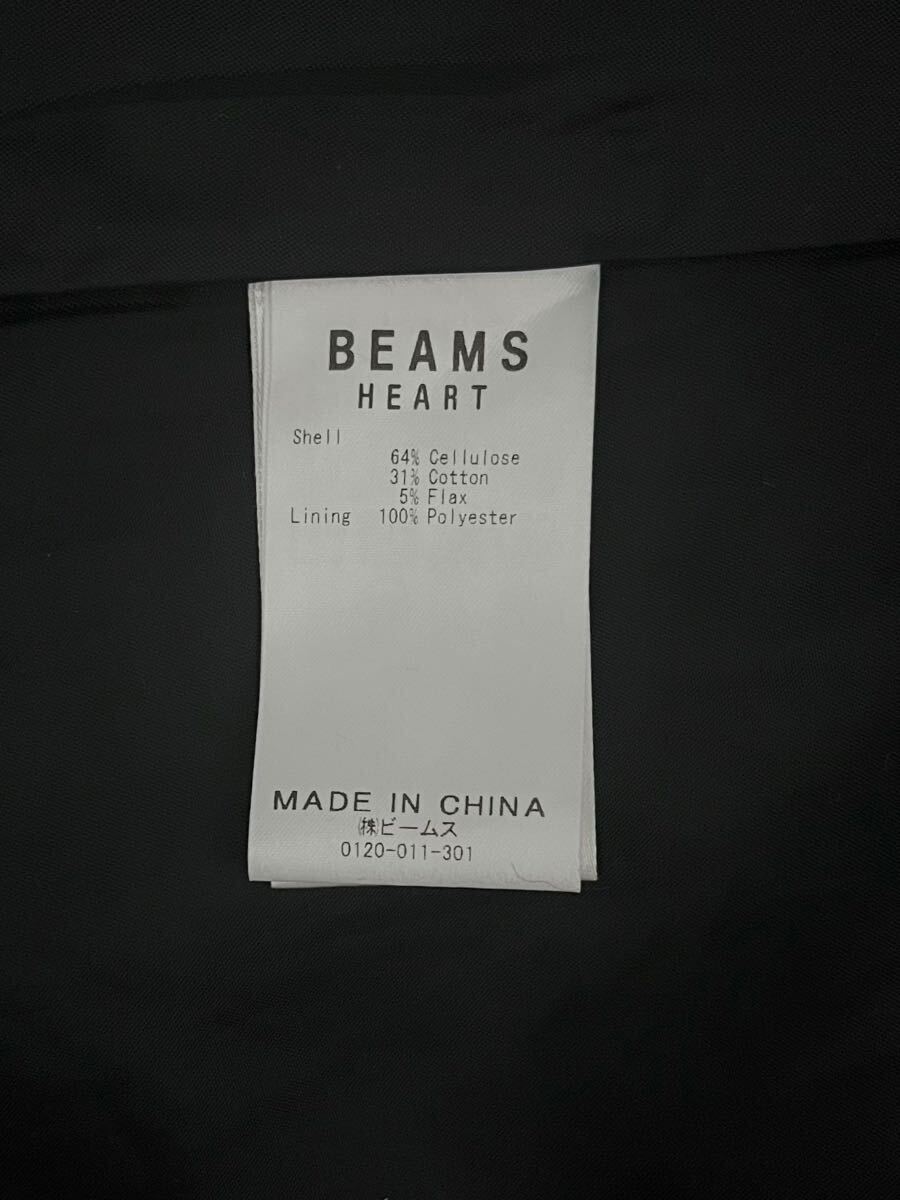 BEAMS
HEART
Shell
64% Cellulose
31% Cotton
5% Flax
Lining 100% Polyester
MADE IN CHINA
㈱ビームス
0120-011-301